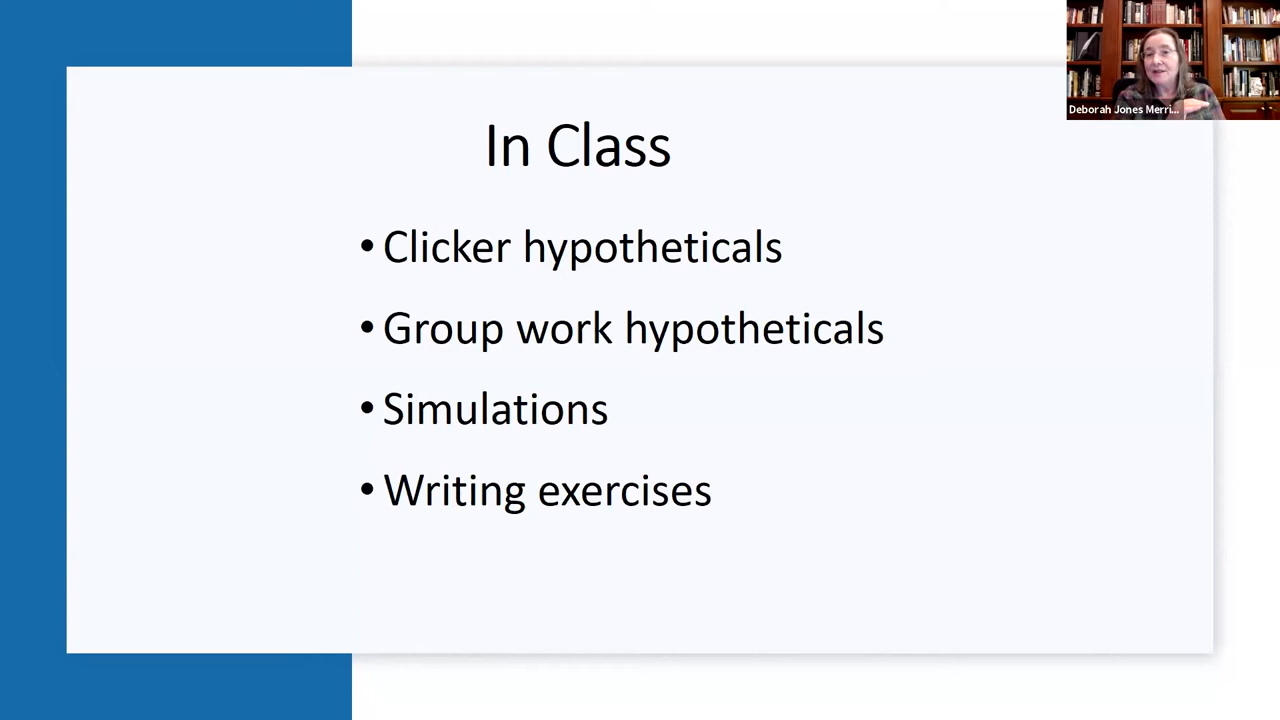 Deborah Jones Merri...
In Class
• Clicker hypotheticals
• Group work hypotheticals
• Simulations
• Writing exercises